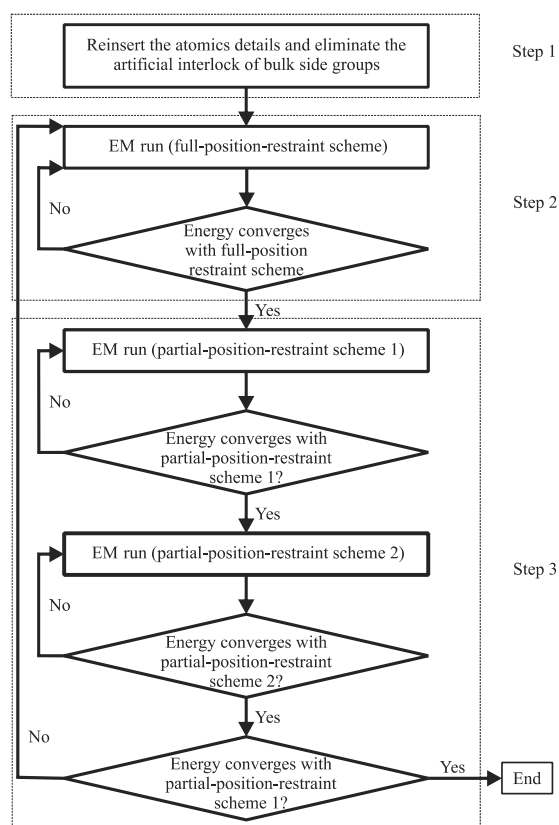 Reinsert the atomics details and eliminate the
artificial interlock of bulk side groups
Step 1
EM run (full-position-restraint scheme)
No
Step 2
Energy converges
with full-position
restraint scheme
Yes
EM run (partial-position-restraint scheme 1)
No
Energy converges with
partial-position-restraint
scheme 1?
Yes
EM run (partial-position-restraint scheme 2)
Step 3
No
Energy converges with
partial-position-restraint
scheme 2?
Yes
No
Energy converges with
partial-position-restraint
scheme 1?
Yes
End